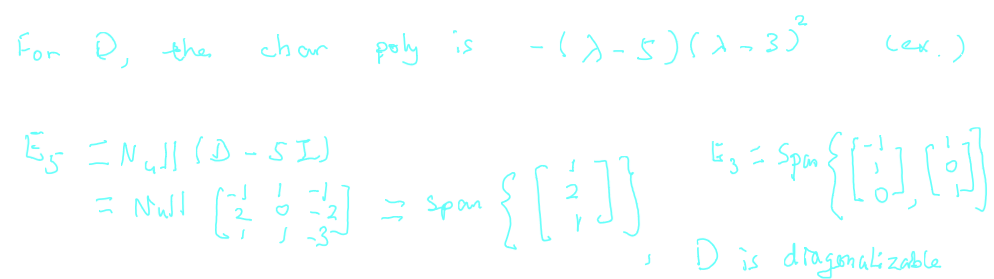 For D, the char poly is -(λ-5)(λ-3)² (ex.)
E₅ = Null (D - 5I) E₃ = Span {[-1 1 0], [1 0 1]}
= Null [-1 1 -1; 2 0 -2; 1 1 -3] = span {[1 2 1]}
, D is diagonalizable